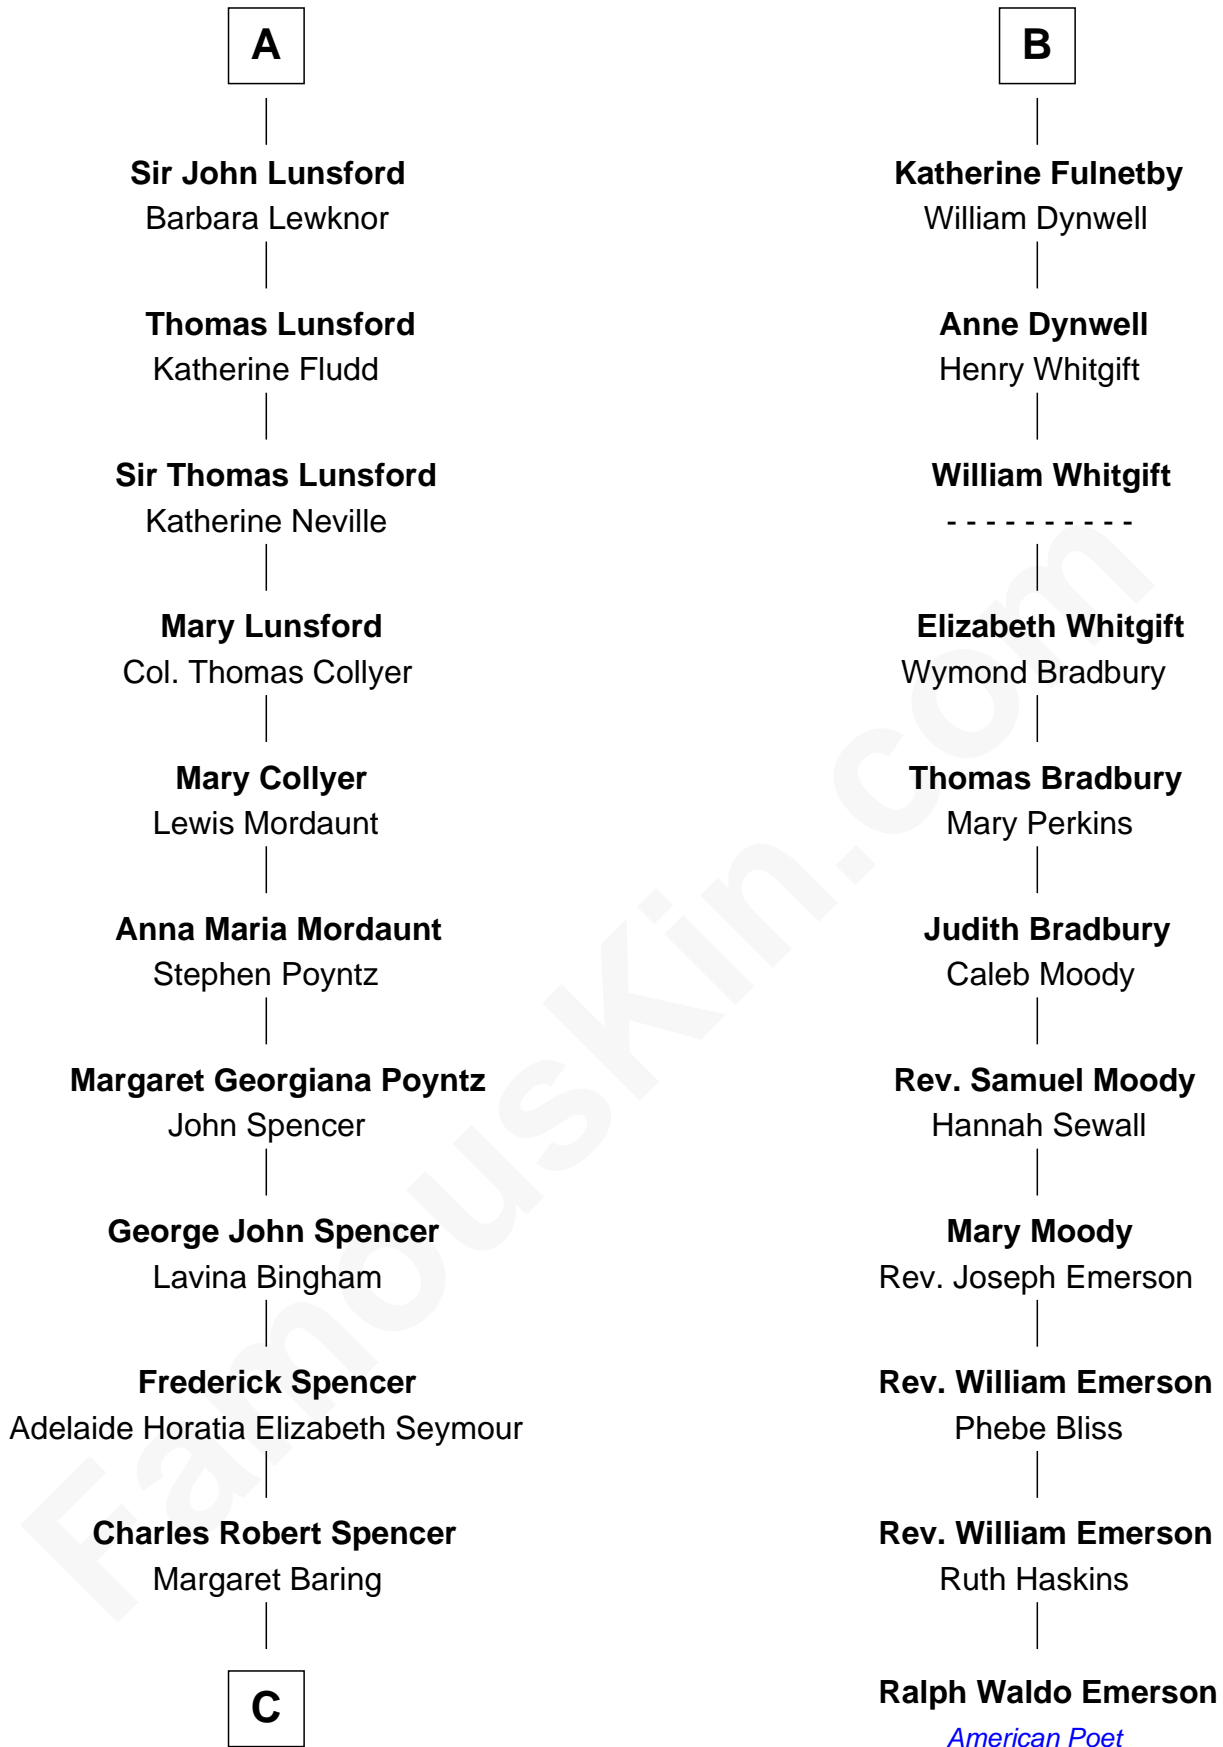 A
Sir John Lunsford
Barbara Lewknor
Thomas Lunsford
Katherine Fludd
Sir Thomas Lunsford
Katherine Neville
Mary Lunsford
Col. Thomas Collyer
Mary Collyer
Lewis Mordaunt
Anna Maria Mordaunt
Stephen Poyntz
Margaret Georgiana Poyntz
John Spencer
George John Spencer
Lavina Bingham
Frederick Spencer
Adelaide Horatia Elizabeth Seymour
Charles Robert Spencer
Margaret Baring
C
B
Katherine Fulnetby
William Dynwell
Anne Dynwell
Henry Whitgift
William Whitgift
- - - - - - - - - -
Elizabeth Whitgift
Wymond Bradbury
Thomas Bradbury
Mary Perkins
Judith Bradbury
Caleb Moody
Rev. Samuel Moody
Hannah Sewall
Mary Moody
Rev. Joseph Emerson
Rev. William Emerson
Phebe Bliss
Rev. William Emerson
Ruth Haskins
Ralph Waldo Emerson
American Poet
FamousKin.com